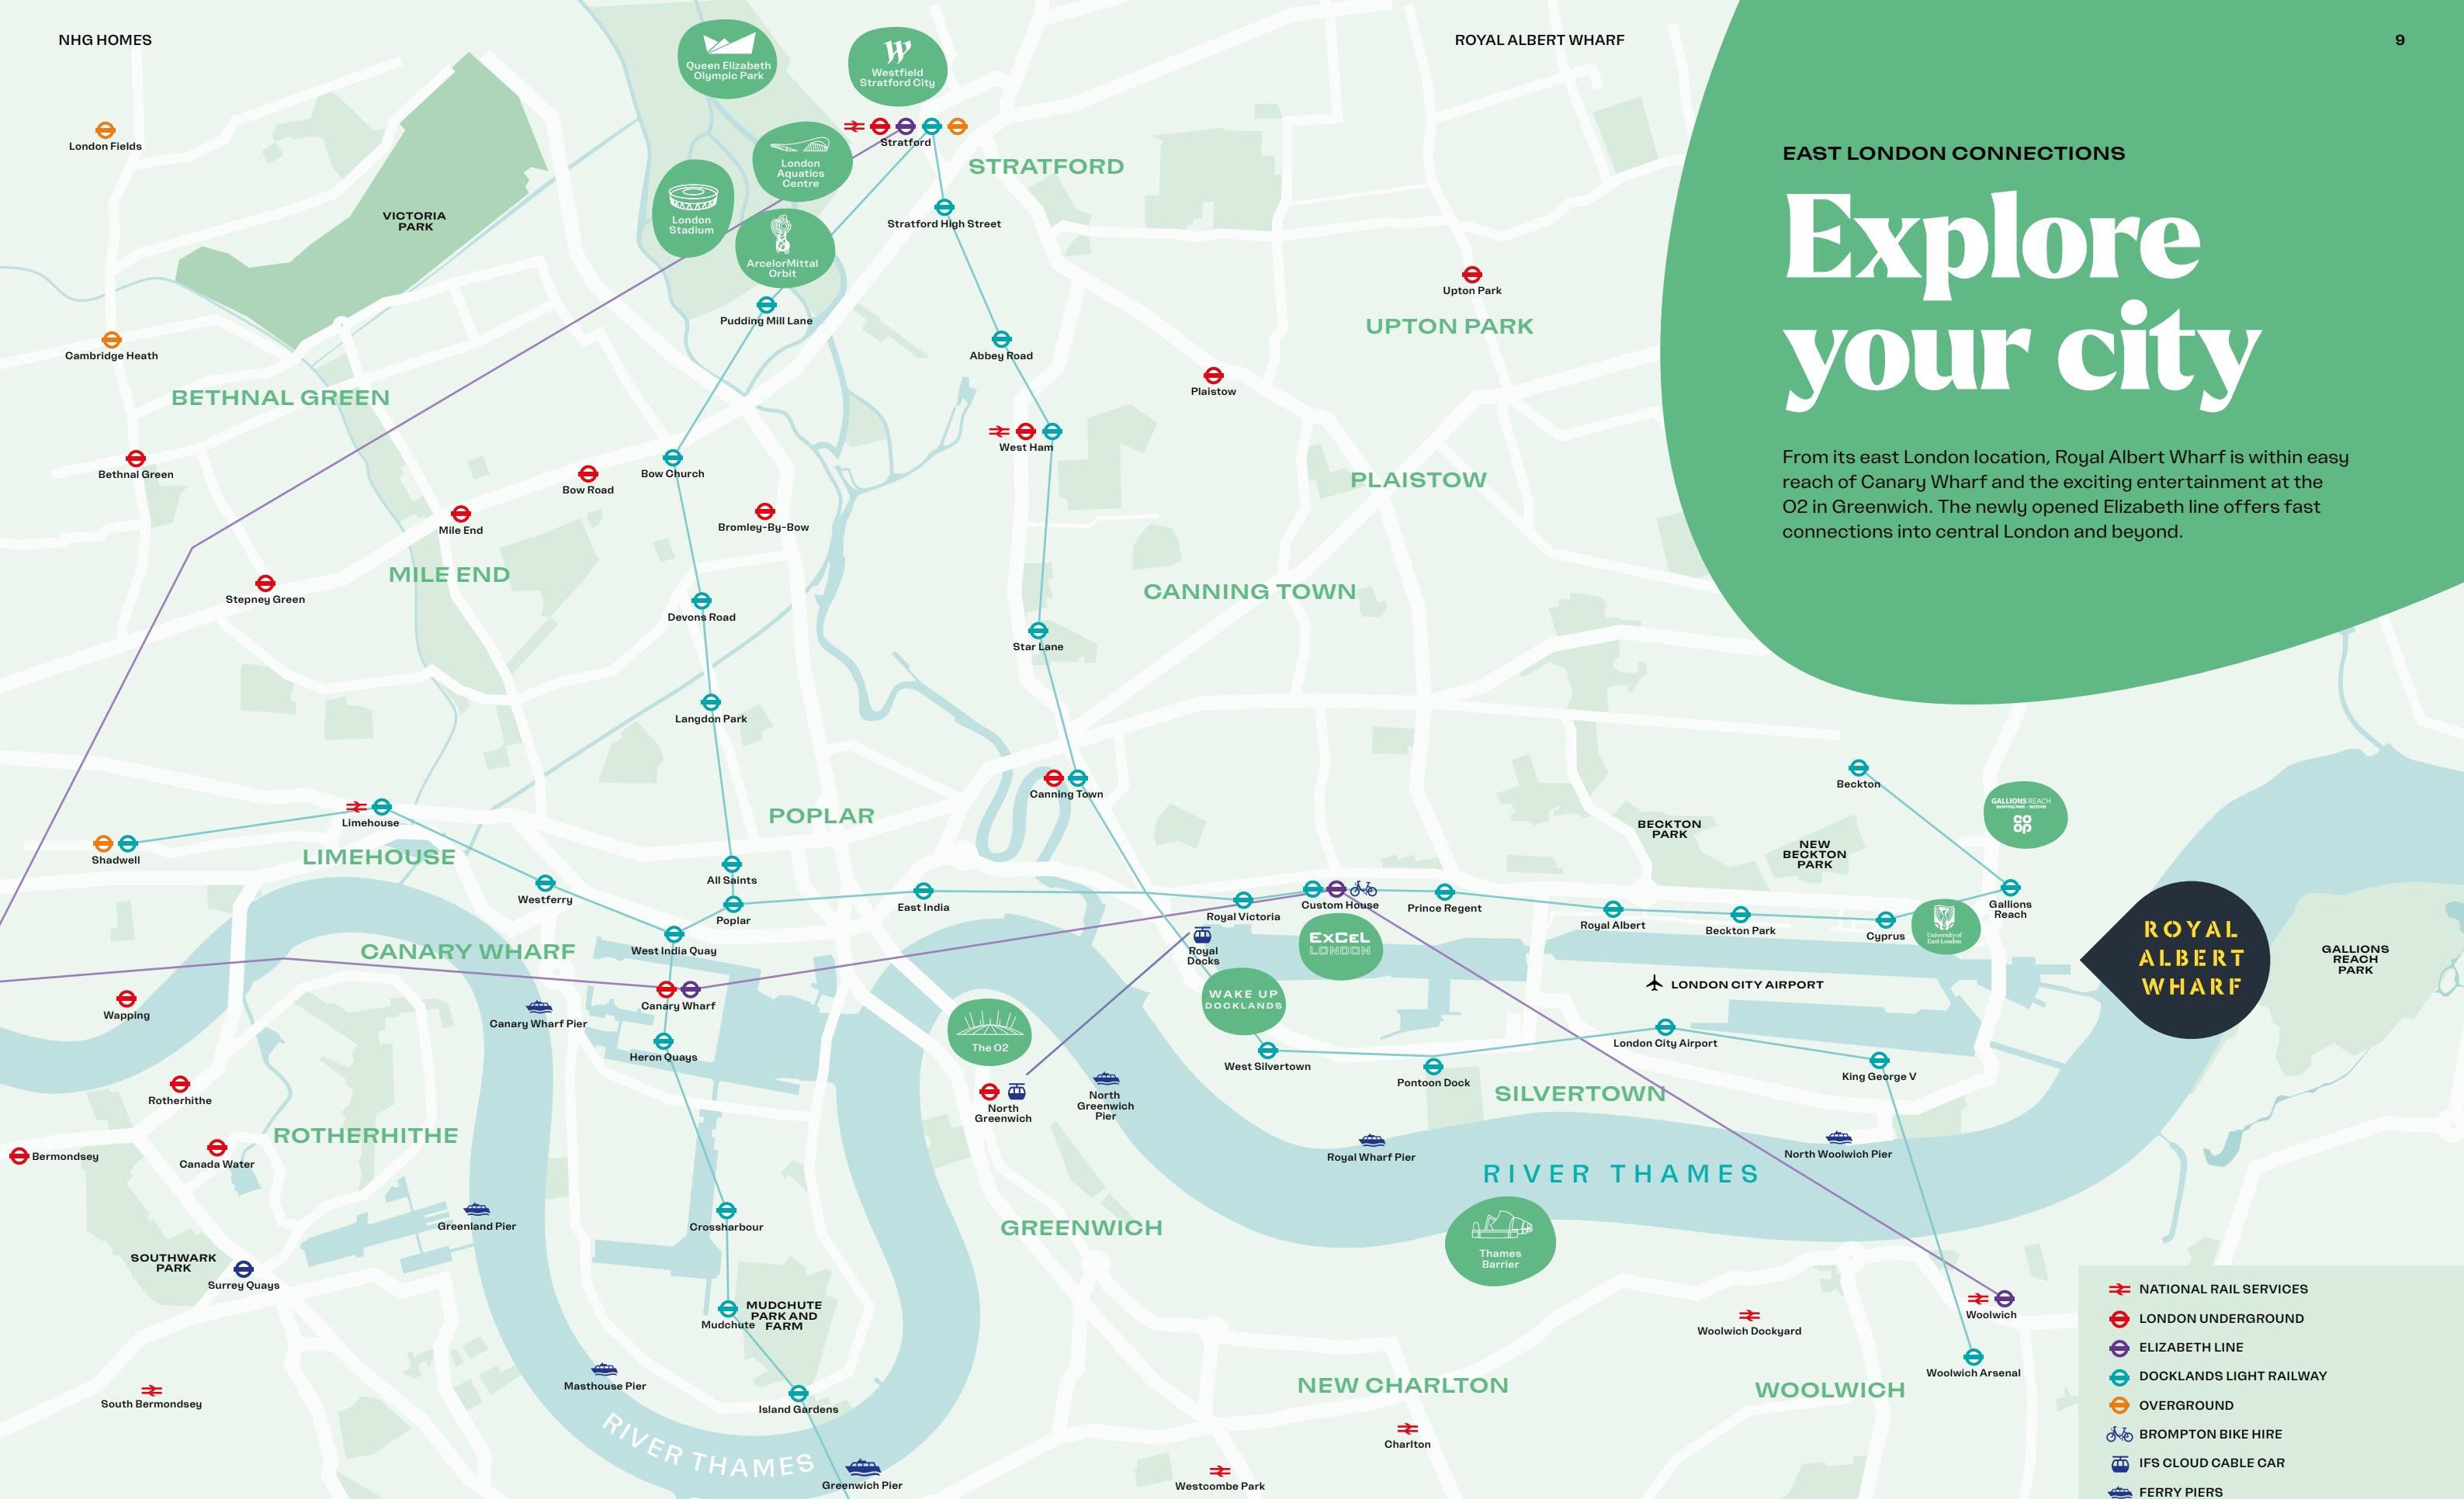 NHG HOMES
ROYAL ALBERT WHARF
9
EAST LONDON CONNECTIONS
Explore
your city
From its east London location, Royal Albert Wharf is within easy
reach of Canary Wharf and the exciting entertainment at the
O2 in Greenwich. The newly opened Elizabeth line offers fast
connections into central London and beyond.
Queen Elizabeth
Olympic Park
Westfield
Stratford City
London Fields
Stratford
London
Aquatics
Centre
STRATFORD
VICTORIA
PARK
London
Stadium
Stratford High Street
ArcelorMittal
Orbit
Upton Park
Pudding Mill Lane
UPTON PARK
Cambridge Heath
Abbey Road
Plaistow
BETHNAL GREEN
West Ham
Bethnal Green
Bow Church
Bow Road
PLAISTOW
Mile End
Bromley-By-Bow
MILE END
Stepney Green
CANNING TOWN
Devons Road
Star Lane
Langdon Park
Beckton
Canning Town
GALLIONS REACH
SHOPPING PARK • BECKTON
CO
OP
POPLAR
Limehouse
BECKTON
PARK
NEW
BECKTON
PARK
Shadwell
LIMEHOUSE
All Saints
Westferry
East India
Poplar
Royal Victoria
Custom House
Prince Regent
Royal Albert
Beckton Park
Cyprus
University of
East London
Gallions
Reach
ROYAL
ALBERT
WHARF
GALLIONS
REACH
PARK
CANARY WHARF
West India Quay
Royal
Docks
ExCeL
LONDON
LONDON CITY AIRPORT
WAKE UP
DOCKLANDS
Wapping
Canary Wharf
Canary Wharf Pier
The O2
Heron Quays
London City Airport
West Silvertown
Pontoon Dock
King George V
SILVERTOWN
Rotherhithe
North
Greenwich
North
Greenwich
Pier
ROTHERHITHE
Bermondsey
Canada Water
Royal Wharf Pier
North Woolwich Pier
RIVER THAMES
Greenland Pier
Crossharbour
GREENWICH
SOUTHWARK
PARK
Surrey Quays
Thames
Barrier
Mudchute
MUDCHUTE
PARK AND
FARM
Woolwich
Woolwich Dockyard
Woolwich Arsenal
Masthouse Pier
South Bermondsey
Island Gardens
NEW CHARLTON
WOOLWICH
RIVER THAMES
Charlton
Greenwich Pier
Westcombe Park
NATIONAL RAIL SERVICES
LONDON UNDERGROUND
ELIZABETH LINE
DOCKLANDS LIGHT RAILWAY
OVERGROUND
BROMPTON BIKE HIRE
IFS CLOUD CABLE CAR
FERRY PIERS